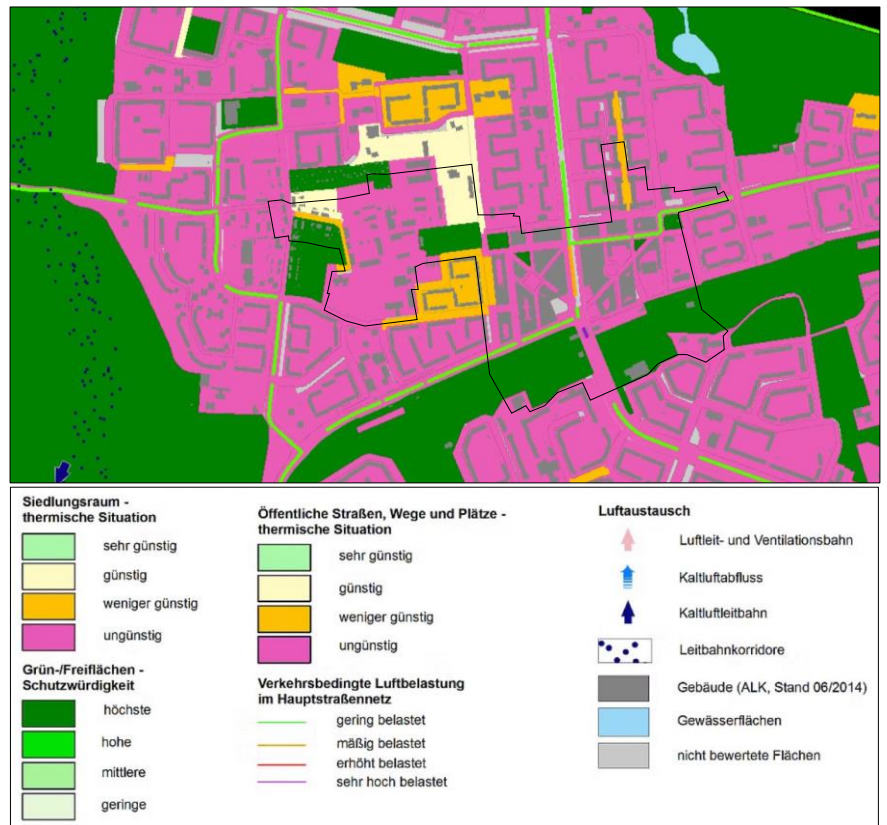 Siedlungsraum -
thermische Situation
sehr günstig
günstig
weniger günstig
ungünstig
Grün-/Freiflächen -
Schutzwürdigkeit
höchste
hohe
mittlere
geringe
Öffentliche Straßen, Wege und Plätze -
thermische Situation
sehr günstig
günstig
weniger günstig
ungünstig
Verkehrsbedingte Luftbelastung
im Hauptstraßennetz
gering belastet
mäßig belastet
erhöht belastet
sehr hoch belastet
Luftaustausch
Luftleit- und Ventilationsbahn
Kaltluftabfluss
Kaltluftleitbahn
Leitbahnkorridore
Gebäude (ALK, Stand 06/2014)
Gewässerflächen
nicht bewertete Flächen